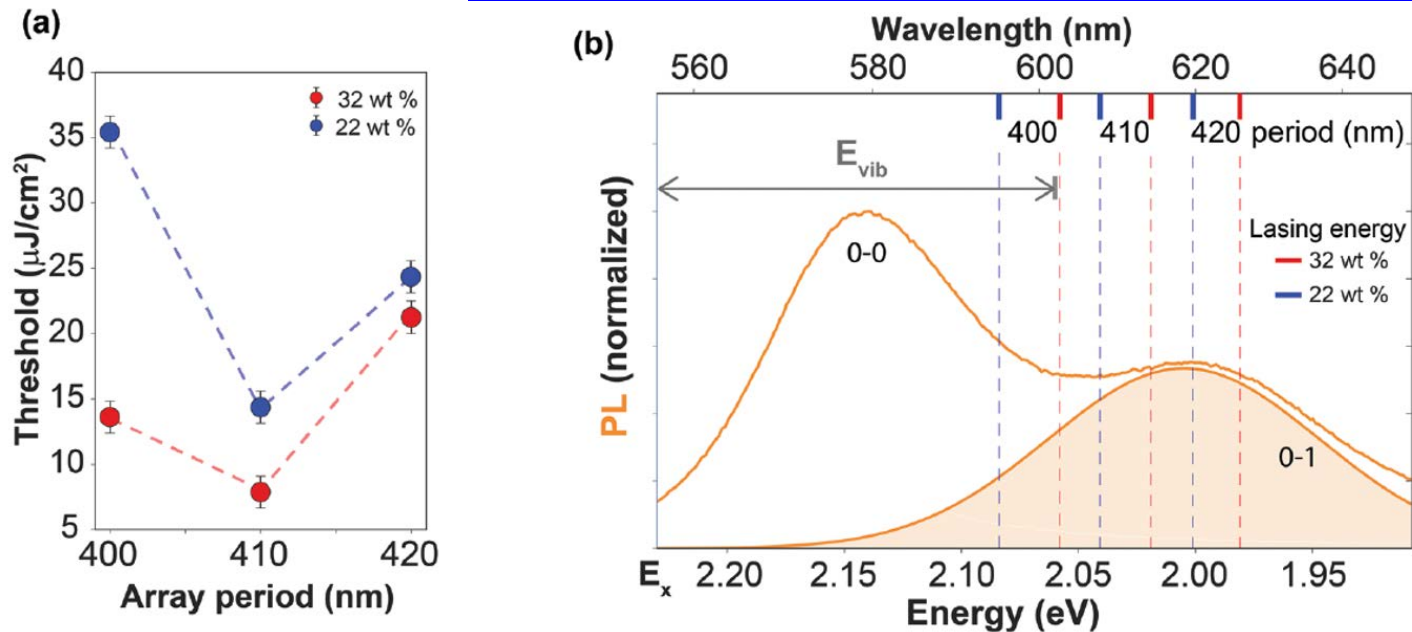 (a)
40
35
30
25
20
15
10
5
Threshold (μJ/cm²)
32 wt %
22 wt %
400 410 420
Array period (nm)
(b)
Wavelength (nm)
560 580 600 620 640
400 410 420 period (nm)
E_vib
0-0
Lasing energy
32 wt %
22 wt %
0-1
PL (normalized)
E_x 2.20 2.15 2.10 2.05 2.00 1.95
Energy (eV)